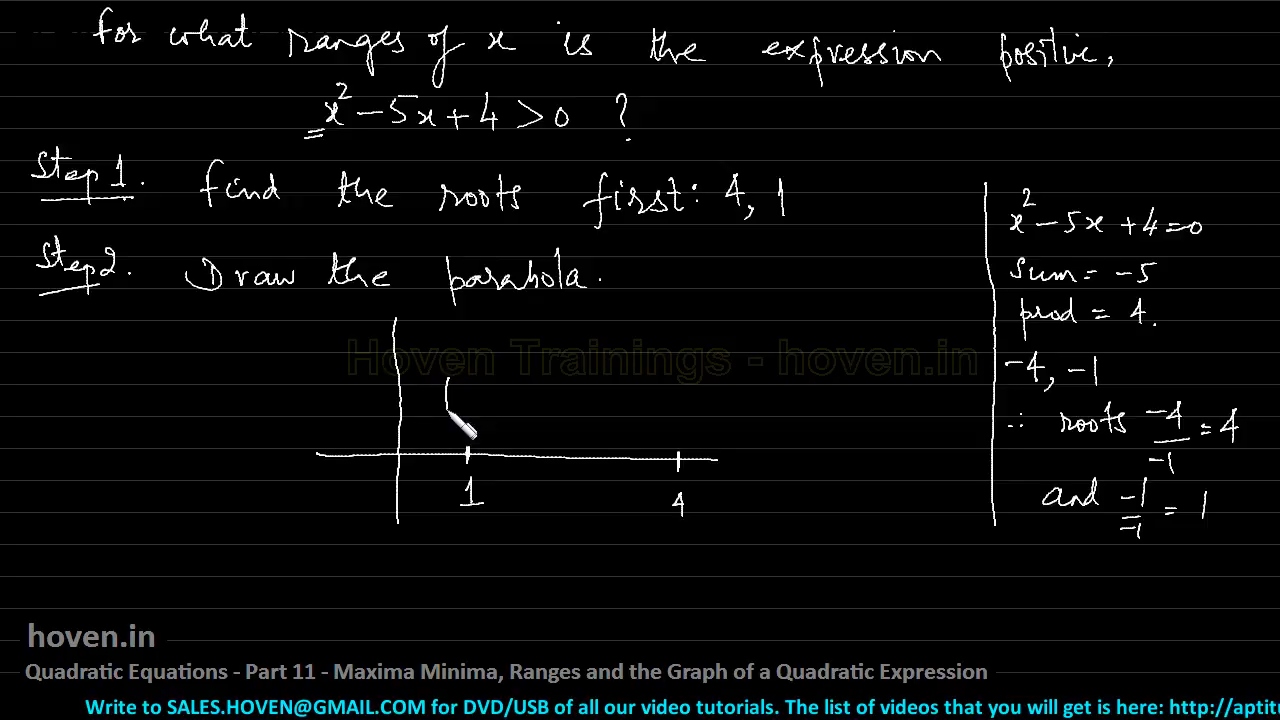 for what ranges of x is the expression positive,
x² - 5x + 4 > 0 ?
Step 1. find the roots first: 4, 1
Step 2. Draw the parabola.
1
4
x² - 5x + 4 = 0
sum = -5
prod = 4.
-4, -1
∴ roots -4/-1 = 4
and -1/-1 = 1
Hoven Trainings - hoven.in
hoven.in
Quadratic Equations - Part 11 - Maxima Minima, Ranges and the Graph of a Quadratic Expression
Write to SALES.HOVEN@GMAIL.COM for DVD/USB of all our video tutorials. The list of videos that you will get is here: http://aptitu